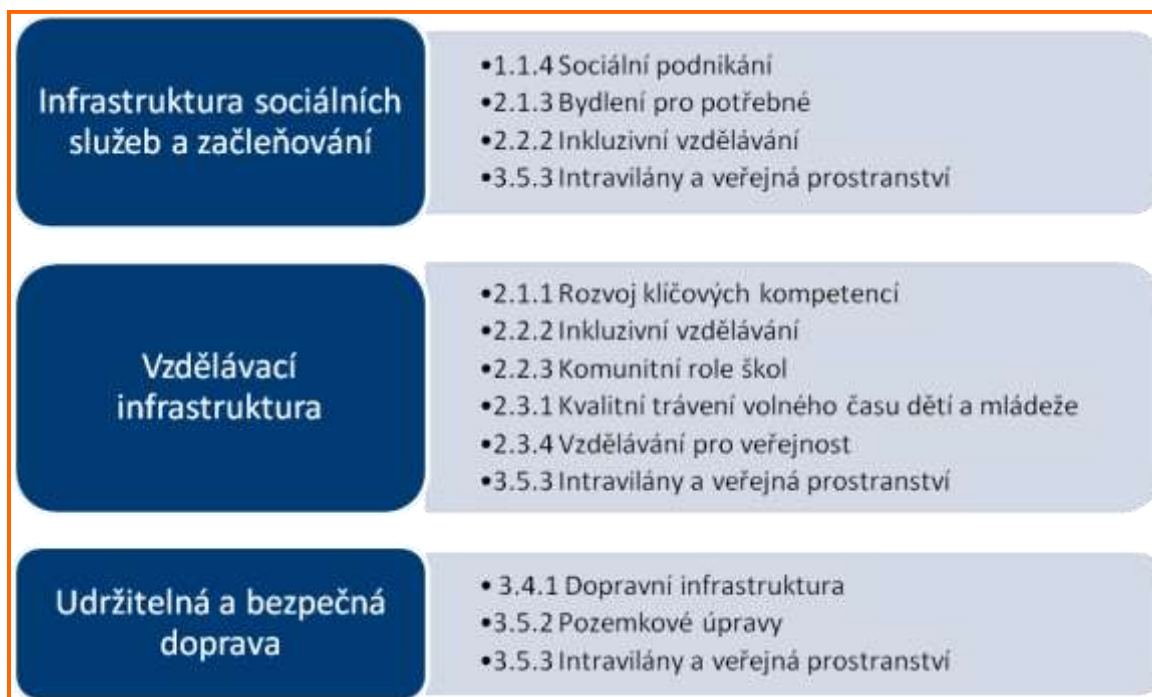 Infrastruktura sociálních
služeb a začleňování
•1.1.4 Sociální podnikání
•2.1.3 Bydlení pro potřebné
•2.2.2 Inkluzivní vzdělávání
•3.5.3 Intravilány a veřejná prostranství
Vzdělávací
infrastruktura
•2.1.1 Rozvoj klíčových kompetencí
•2.2.2 Inkluzivní vzdělávání
•2.2.3 Komunitní role škol
•2.3.1 Kvalitní trávení volného času dětí a mládeže
•2.3.4 Vzdělávání pro veřejnost
•3.5.3 Intravilány a veřejná prostranství
Udržitelná a bezpečná
doprava
• 3.4.1 Dopravní infrastruktura
•3.5.2 Pozemkové úpravy
•3.5.3 Intravilány a veřejná prostranství